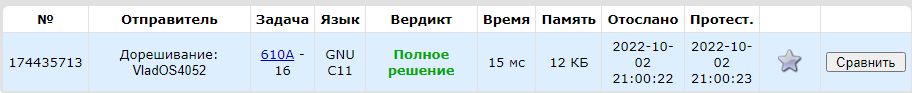 № Отправитель Задача Язык Вердикт Время Память Отослано Протест.
174435713 Дорешивание: VladOS4052 610A - 16 GNU C11 Полное решение 15 мс 12 КБ 2022-10-02 21:00:22 2022-10-02 21:00:23 Сравнить